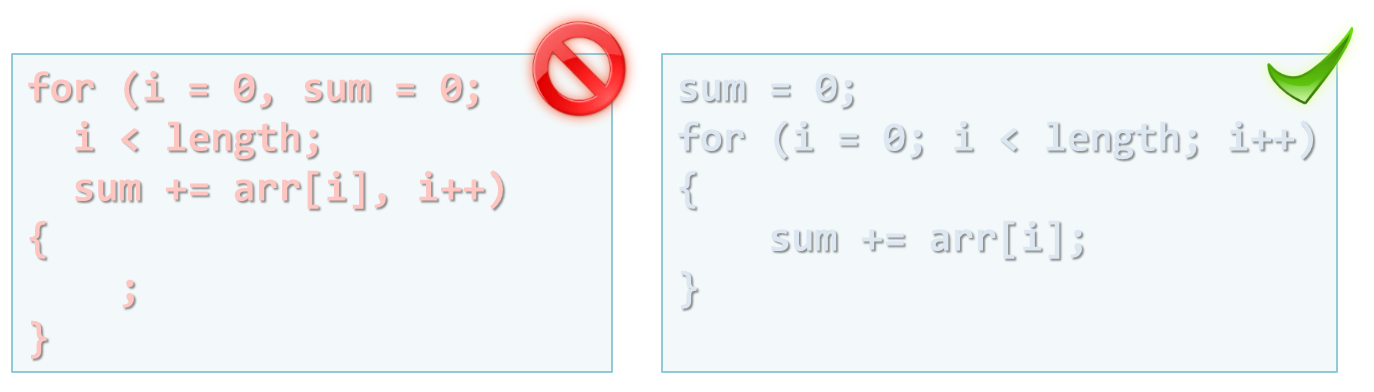 for (i = 0, sum = 0;
  i < length;
  sum += arr[i], i++)
{
    ;
}
sum = 0;
for (i = 0; i < length; i++)
{
    sum += arr[i];
}